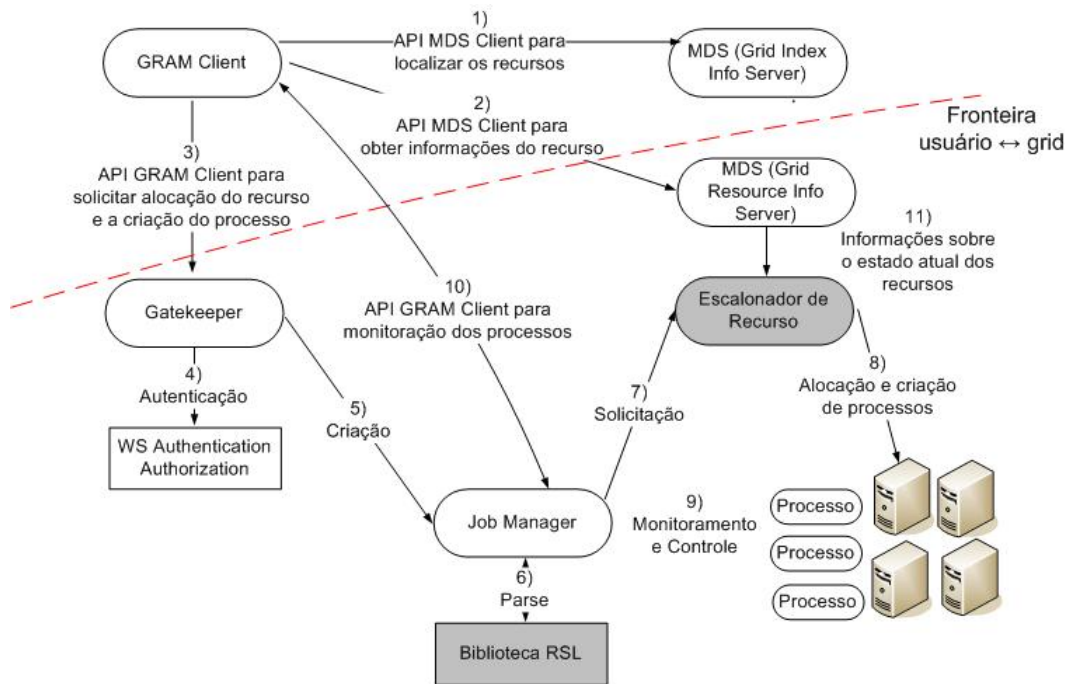 1)
API MDS Client para
localizar os recursos
GRAM Client
MDS (Grid Index
Info Server)
2)
API MDS Client para
obter informações do recurso
Fronteira
usuário ↔ grid
3)
API GRAM Client para
solicitar alocação do recurso
e a criação do processo
MDS (Grid
Resource Info
Server)
11)
Informações sobre
o estado atual dos
recursos
Gatekeeper
10)
API GRAM Client para
monitoração dos processos
Escalonador de
Recurso
4)
Autenticação
5)
Criação
7)
Solicitação
8)
Alocação e criação
de processos
WS Authentication
Authorization
Job Manager
9)
Monitoramento
e Controle
Processo
Processo
Processo
6)
Parse
Biblioteca RSL